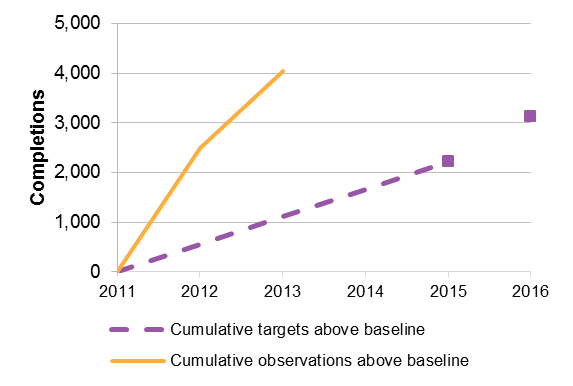 5,000
4,000
3,000
2,000
1,000
0
Completions
2011 2012 2013 2014 2015 2016
Cumulative targets above baseline
Cumulative observations above baseline